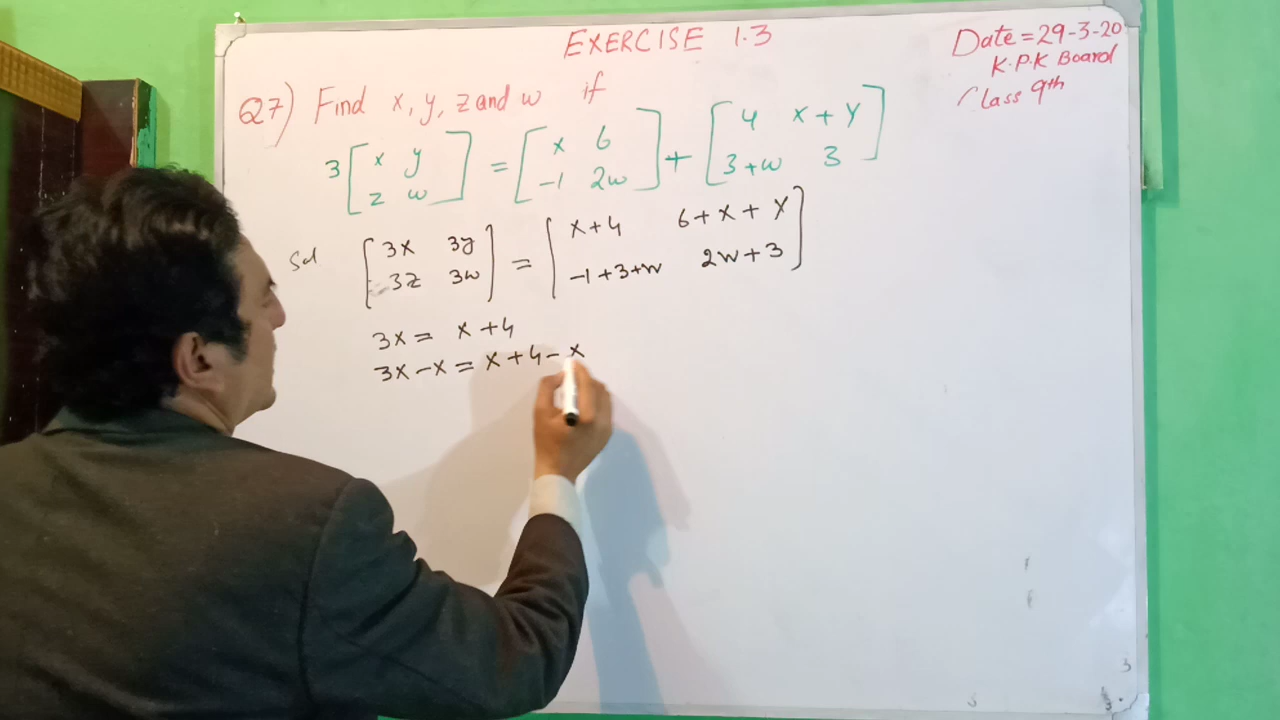 EXERCISE 1.3
Date = 29-3-20
K.P.K Board
Class 9th
Q7) Find x, y, z and w if
3 [ x y ] = [ x 6 ] + [ 4 x + y ]
[ z w ] [ -1 2w ] [ 3+w 3 ]
Sol [ 3x 3y ] = [ x+4 6+x+y ]
[ 3z 3w ] [ -1+3+w 2w+3 ]
3x = x+4
3x-x = x+4-x